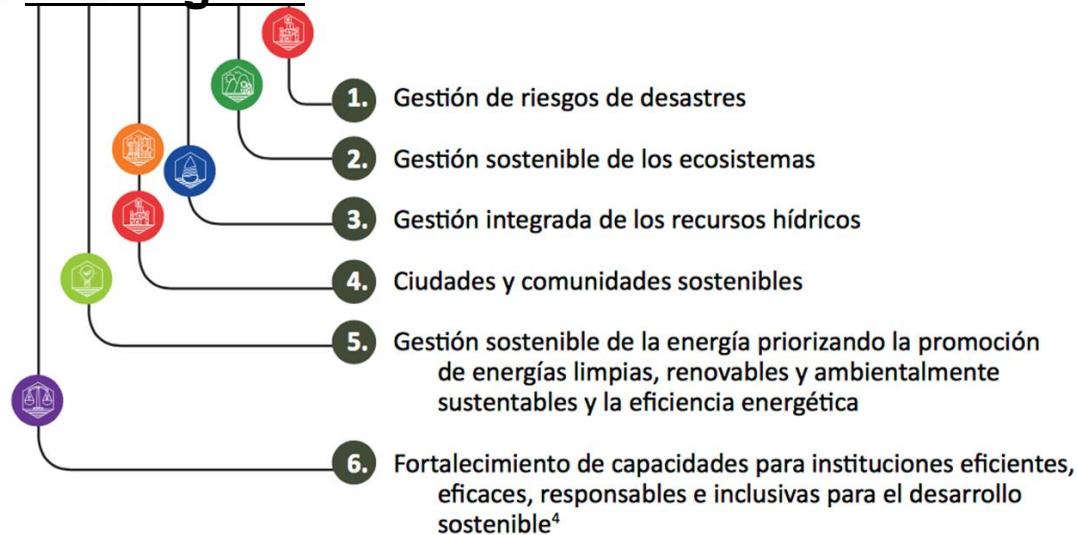 1. Gestión de riesgos de desastres
2. Gestión sostenible de los ecosistemas
3. Gestión integrada de los recursos hídricos
4. Ciudades y comunidades sostenibles
5. Gestión sostenible de la energía priorizando la promoción
de energías limpias, renovables y ambientalmente
sustentables y la eficiencia energética
6. Fortalecimiento de capacidades para instituciones eficientes,
eficaces, responsables e inclusivas para el desarrollo
sostenible⁴